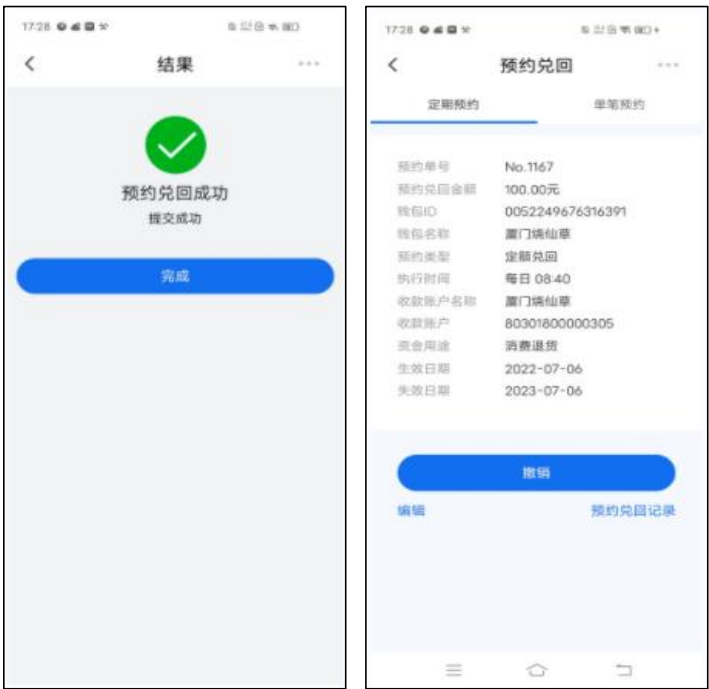 17:28
结果
预约兑回成功
提交成功
完成
17:28
预约兑回
定期预约
单笔预约
预约单号 No.1167
预约兑回金额 100.00元
钱包ID 0052249676316391
钱包名称 厦门烧仙草
预约类型 定额兑回
执行时间 每日 08:40
收款账户名称 厦门烧仙草
收款账户 80301800000305
资金用途 消费退货
生效日期 2022-07-06
失效日期 2023-07-06
撤销
编辑
预约兑回记录